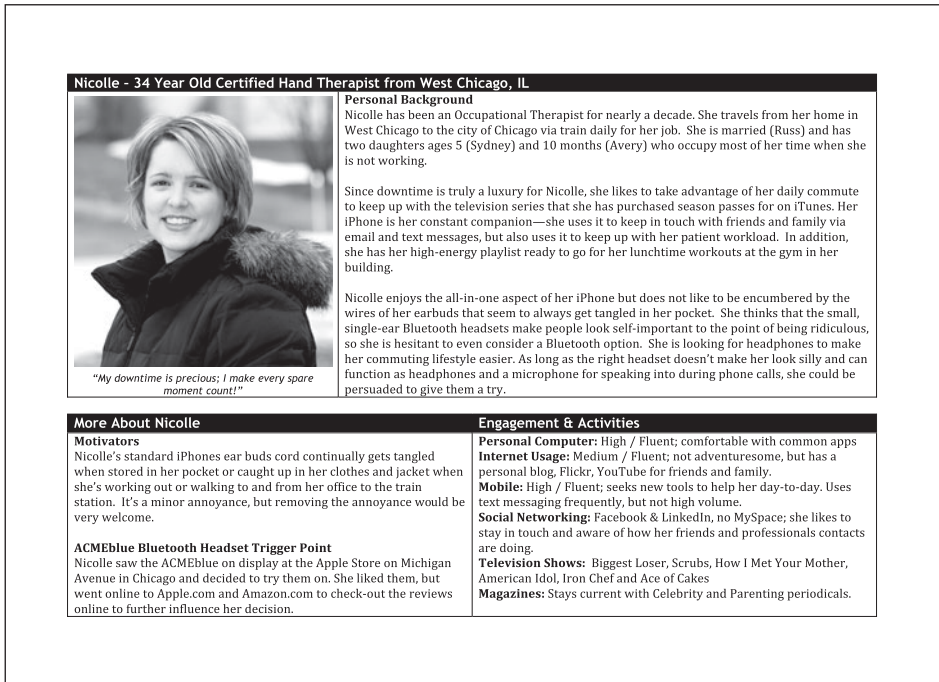 Nicolle – 34 Year Old Certified Hand Therapist from West Chicago, IL
Personal Background
Nicolle has been an Occupational Therapist for nearly a decade. She travels from her home in
West Chicago to the city of Chicago via train daily for her job.  She is married (Russ) and has
two daughters ages 5 (Sydney) and 10 months (Avery) who occupy most of her time when she
is not working.
Since downtime is truly a luxury for Nicolle, she likes to take advantage of her daily commute
to keep up with the television series that she has purchased season passes for on iTunes. Her
iPhone is her constant companion—she uses it to keep in touch with friends and family via
email and text messages, but also uses it to keep up with her patient workload.  In addition,
she has her high-energy playlist ready to go for her lunchtime workouts at the gym in her
building.
Nicolle enjoys the all-in-one aspect of her iPhone but does not like to be encumbered by the
wires of her earbuds that seem to always get tangled in her pocket.  She thinks that the small,
single-ear Bluetooth headsets make people look self-important to the point of being ridiculous,
so she is hesitant to even consider a Bluetooth option.  She is looking for headphones to make
her commuting lifestyle easier. As long as the right headset doesn't make her look silly and can
function as headphones and a microphone for speaking into during phone calls, she could be
persuaded to give them a try.
"My downtime is precious; I make every spare
moment count!"
More About Nicolle
Motivators
Nicolle's standard iPhones ear buds cord continually gets tangled
when stored in her pocket or caught up in her clothes and jacket when
she's working out or walking to and from her office to the train
station.  It's a minor annoyance, but removing the annoyance would be
very welcome.
ACMEblue Bluetooth Headset Trigger Point
Nicolle saw the ACMEblue on display at the Apple Store on Michigan
Avenue in Chicago and decided to try them on. She liked them, but
went online to Apple.com and Amazon.com to check-out the reviews
online to further influence her decision.
Engagement & Activities
Personal Computer: High / Fluent; comfortable with common apps
Internet Usage: Medium / Fluent; not adventuresome, but has a
personal blog, Flickr, YouTube for friends and family.
Mobile: High / Fluent; seeks new tools to help her day-to-day. Uses
text messaging frequently, but not high volume.
Social Networking: Facebook & LinkedIn, no MySpace; she likes to
stay in touch and aware of how her friends and professionals contacts
are doing.
Television Shows:  Biggest Loser, Scrubs, How I Met Your Mother,
American Idol, Iron Chef and Ace of Cakes
Magazines: Stays current with Celebrity and Parenting periodicals.